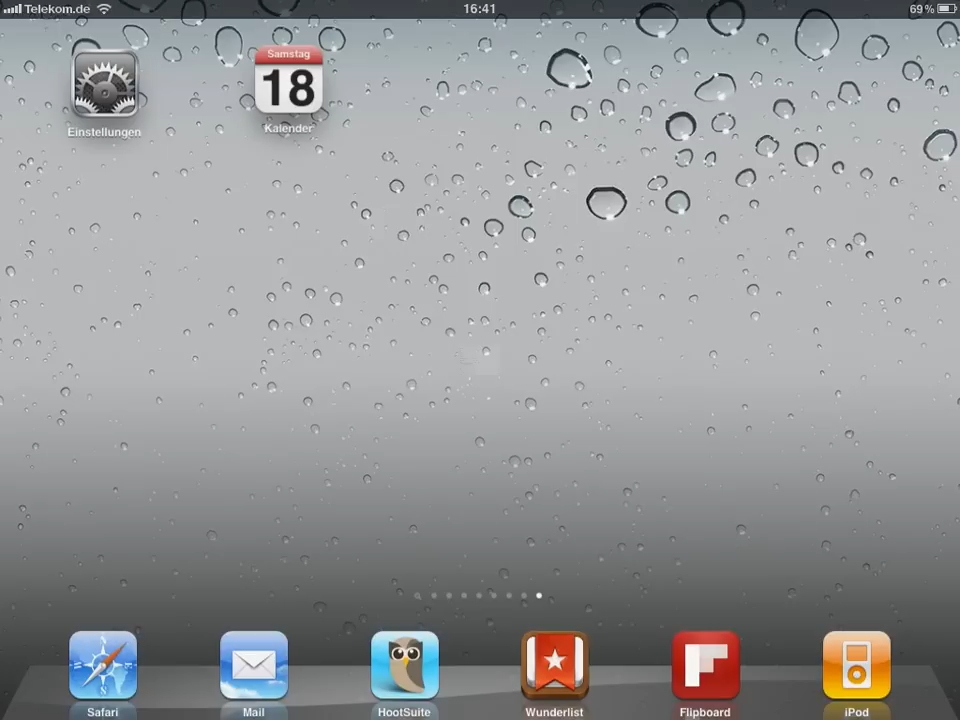 Telekom.de 16:41 69%
Samstag
18
Einstellungen Kalender
Safari Mail HootSuite Wunderlist Flipboard iPod